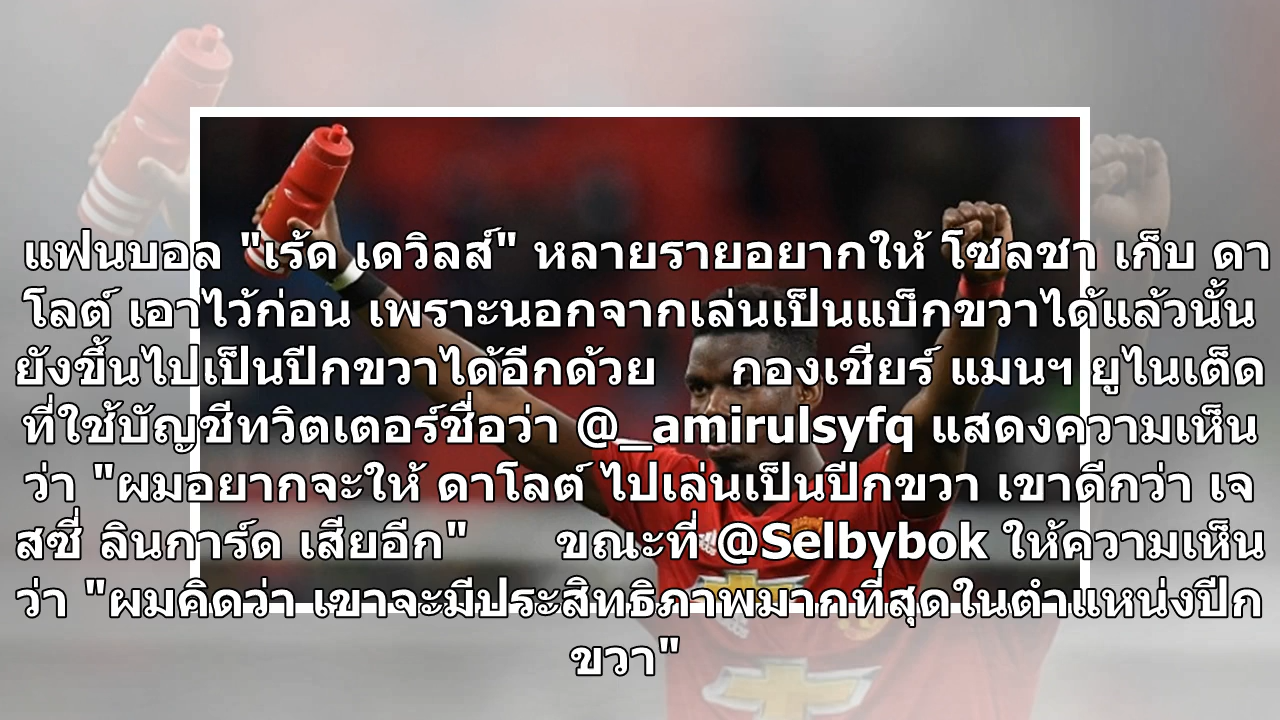 แฟนบอล "เร้ด เดวิลส์" หลายรายอยากให้ โซลชา เก็บ ดา
โลต์ เอาไว้ก่อน เพราะนอกจากเล่นเป็นแบ็กขวาได้แล้วนั้น
ยังขึ้นไปเป็นปีกขวาได้อีกด้วย กองเชียร์ แมนฯ ยูไนเต็ด
ที่ใช้บัญชีทวิตเตอร์ชื่อว่า @_amirulsyfq แสดงความเห็น
ว่า "ผมอยากจะให้ ดาโลต์ ไปเล่นเป็นปีกขวา เขาดีกว่า เจ
สซี่ ลินการ์ด เสียอีก" ขณะที่ @Selbybok ให้ความเห็น
ว่า "ผมคิดว่า เขาจะมีประสิทธิภาพมากที่สุดในตำแหน่งปีก
ขวา"